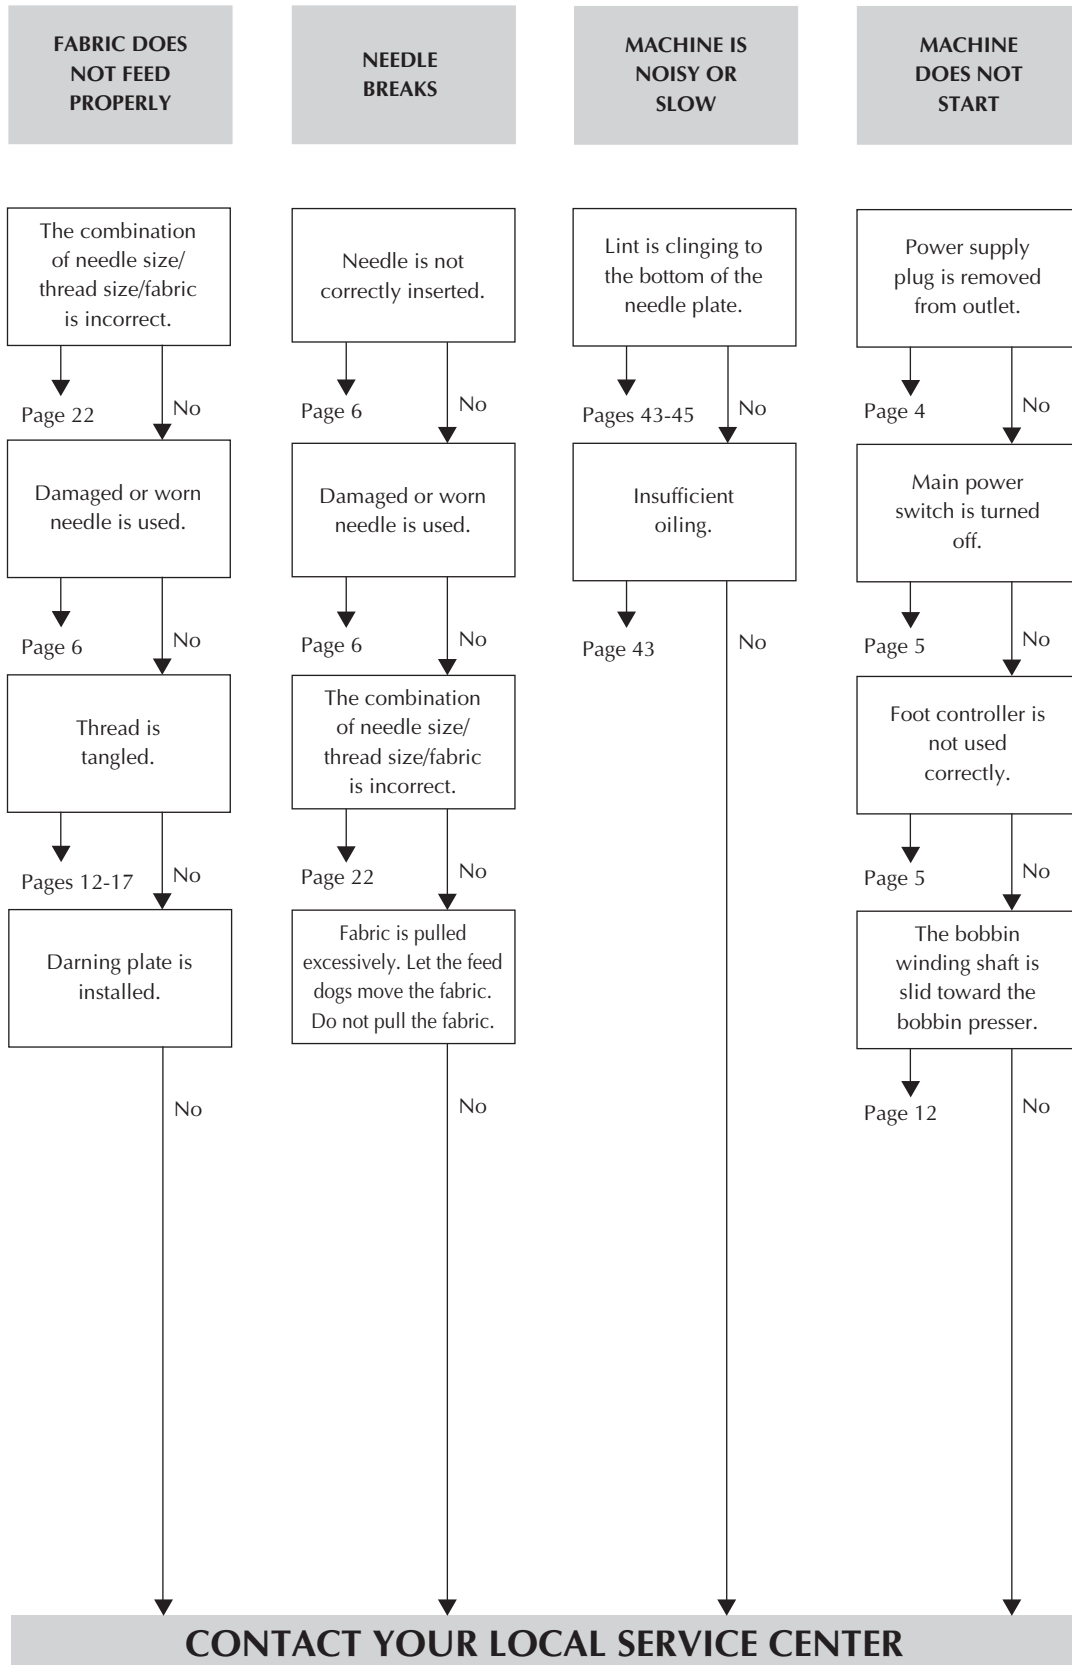 FABRIC DOES
NOT FEED
PROPERLY
The combination
of needle size/
thread size/fabric
is incorrect.
Page 22
No
Damaged or worn
needle is used.
Page 6
No
Thread is
tangled.
Pages 12-17
No
Darning plate is
installed.
No
NEEDLE
BREAKS
Needle is not
correctly inserted.
Page 6
No
Damaged or worn
needle is used.
Page 6
No
The combination
of needle size/
thread size/fabric
is incorrect.
Page 22
No
Fabric is pulled
excessively. Let the feed
dogs move the fabric.
Do not pull the fabric.
No
MACHINE IS
NOISY OR
SLOW
Lint is clinging to
the bottom of the
needle plate.
Pages 43-45
No
Insufficient
oiling.
Page 43
No
MACHINE
DOES NOT
START
Power supply
plug is removed
from outlet.
Page 4
No
Main power
switch is turned
off.
Page 5
No
Foot controller is
not used
correctly.
Page 5
No
The bobbin
winding shaft is
slid toward the
bobbin presser.
Page 12
No
CONTACT YOUR LOCAL SERVICE CENTER